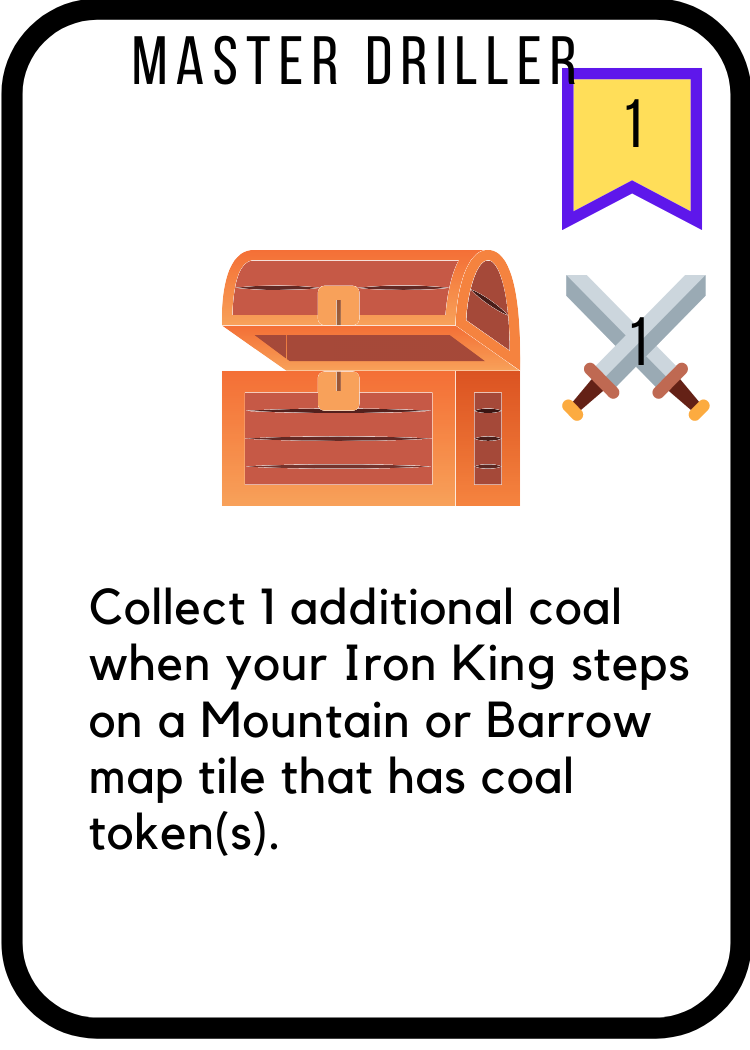 MASTER DRILLER
1
1
Collect 1 additional coal
when your Iron King steps
on a Mountain or Barrow
map tile that has coal
token(s).